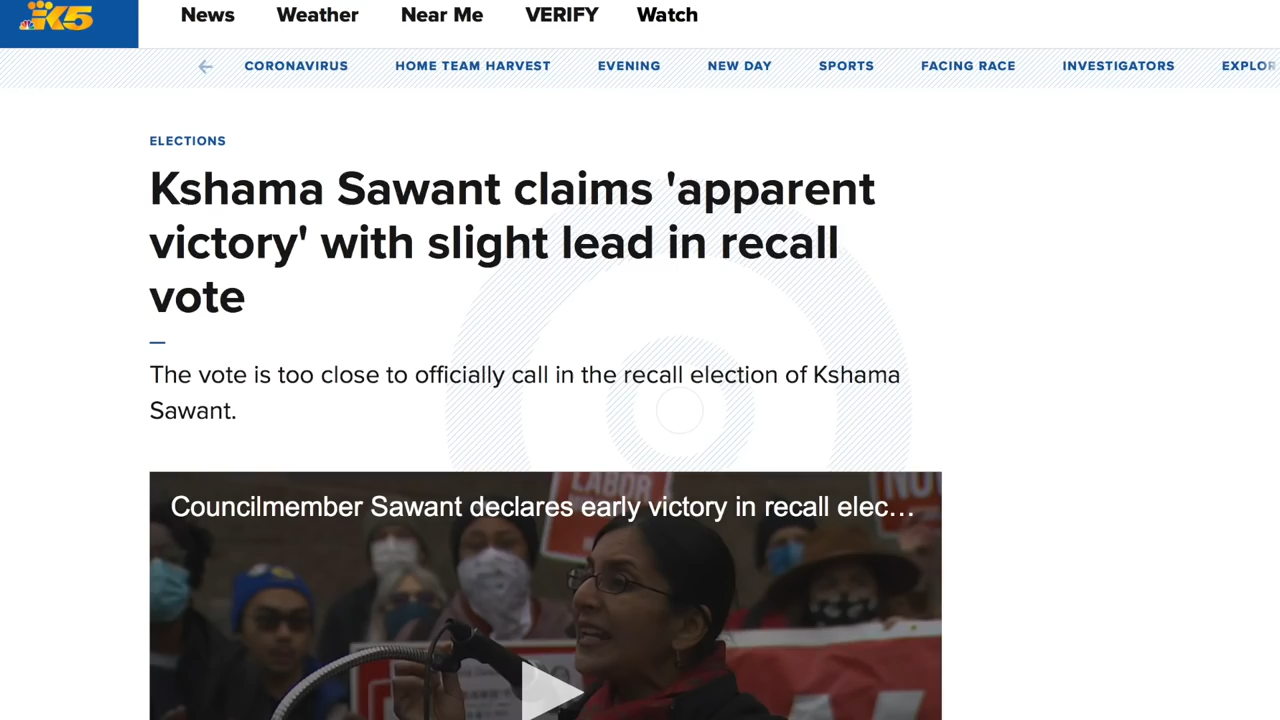 K5
News Weather Near Me VERIFY Watch
CORONAVIRUS HOME TEAM HARVEST EVENING NEW DAY SPORTS FACING RACE INVESTIGATORS EXPLOR
ELECTIONS
Kshama Sawant claims 'apparent
victory' with slight lead in recall
vote
The vote is too close to officially call in the recall election of Kshama
Sawant.
Councilmember Sawant declares early victory in recall elec…
LABOR
NO